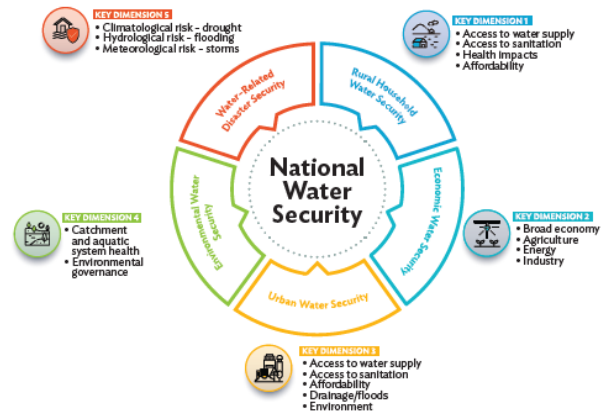 KEY DIMENSION 5
• Climatological risk - drought
• Hydrological risk - flooding
• Meteorological risk - storms
KEY DIMENSION 1
• Access to water supply
• Access to sanitation
• Health impacts
• Affordability
Water-Related
Disaster Security
Rural Household
Water Security
National
Water
Security
Environmental Water
Security
Economic Water Security
Urban Water Security
KEY DIMENSION 4
• Catchment
and aquatic
system health
• Environmental
governance
KEY DIMENSION 2
• Broad economy
• Agriculture
• Energy
• Industry
KEY DIMENSION 3
• Access to water supply
• Access to sanitation
• Affordability
• Drainage/floods
• Environment